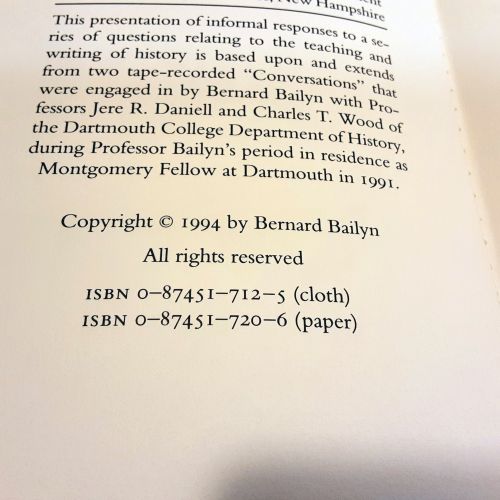 New Hampshire
This presentation of informal responses to a se-
ries of questions relating to the teaching and
writing of history is based upon and extends
from two tape-recorded “Conversations” that
were engaged in by Bernard Bailyn with Pro-
fessors Jere R. Daniell and Charles T. Wood of
the Dartmouth College Department of History,
during Professor Bailyn's period in residence as
Montgomery Fellow at Dartmouth in 1991.
Copyright © 1994 by Bernard Bailyn
All rights reserved
ISBN 0–87451–712–5 (cloth)
ISBN 0–87451–720–6 (paper)